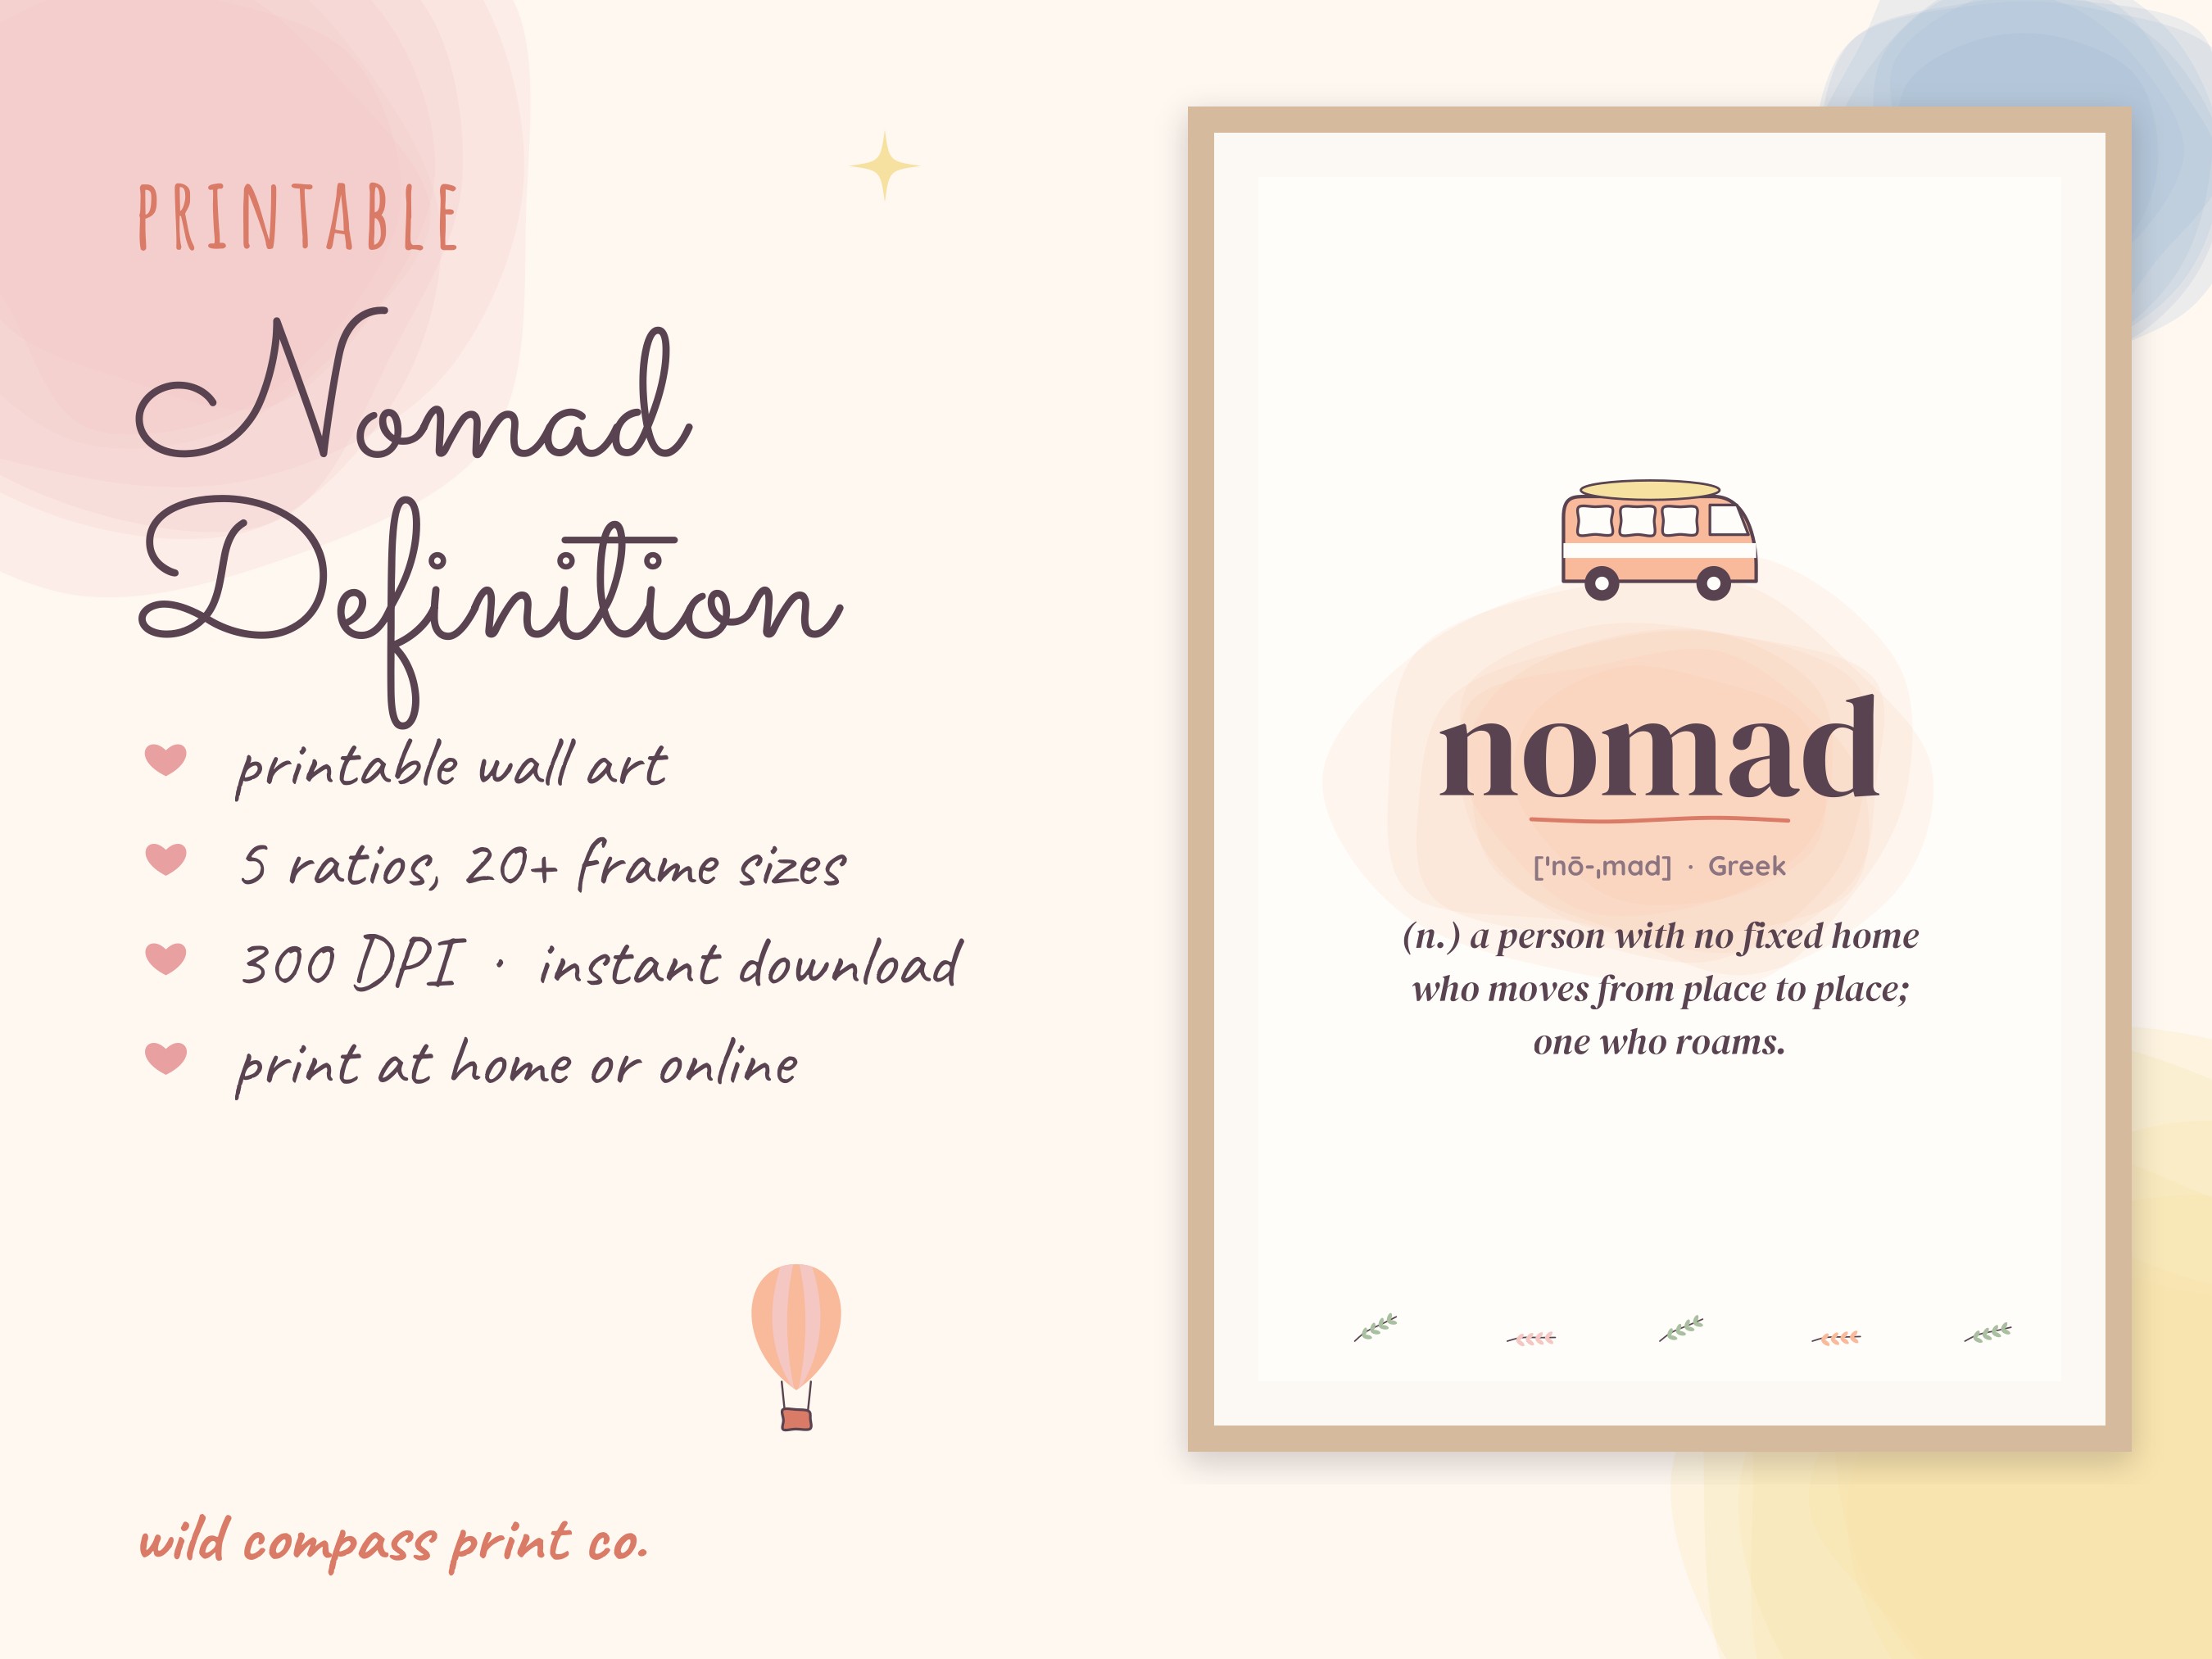 PRINTABLE
Nomad
Definition
printable wall art
5 ratios, 20+ frame sizes
300 DPI · instant download
print at home or online
wild compass print co.
nomad
[ˈnō-ˌmad] · Greek
(n.) a person with no fixed home
who moves from place to place;
one who roams.